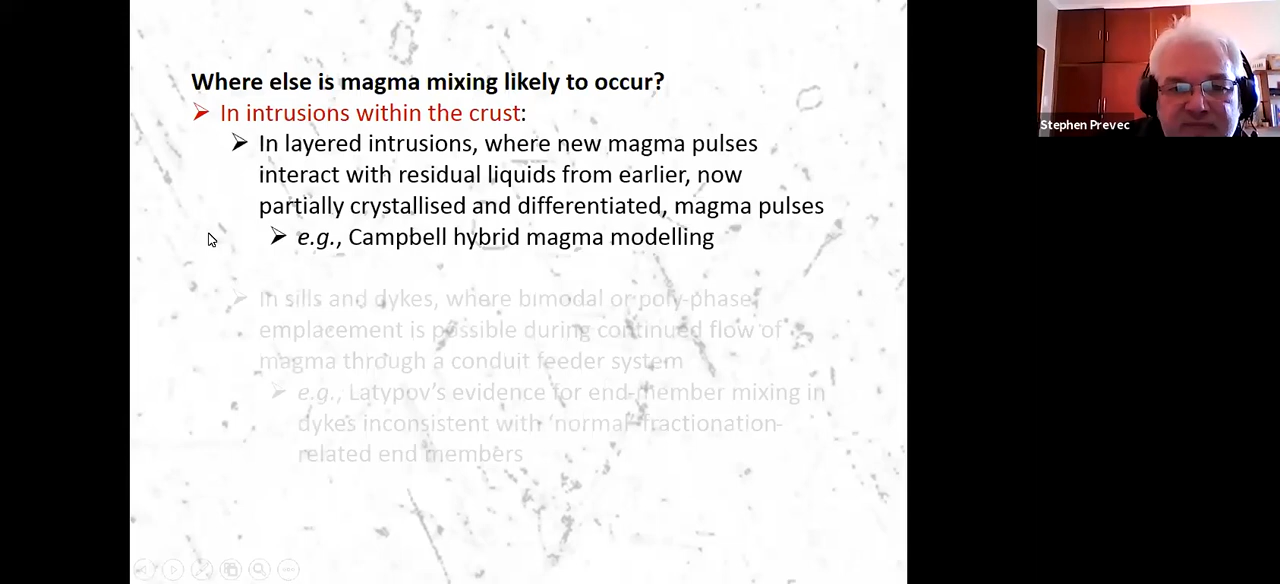 Where else is magma mixing likely to occur?
➢ In intrusions within the crust:
➢ In layered intrusions, where new magma pulses
interact with residual liquids from earlier, now
partially crystallised and differentiated, magma pulses
➢ e.g., Campbell hybrid magma modelling
➢ In sills and dykes, where bimodal or poly-phase
emplacement is possible during continued flow of
magma through a conduit feeder system
➢ e.g., Latypov's evidence for end-member mixing in
dykes inconsistent with 'normal' fractionation-
related end members
Stephen Prevec